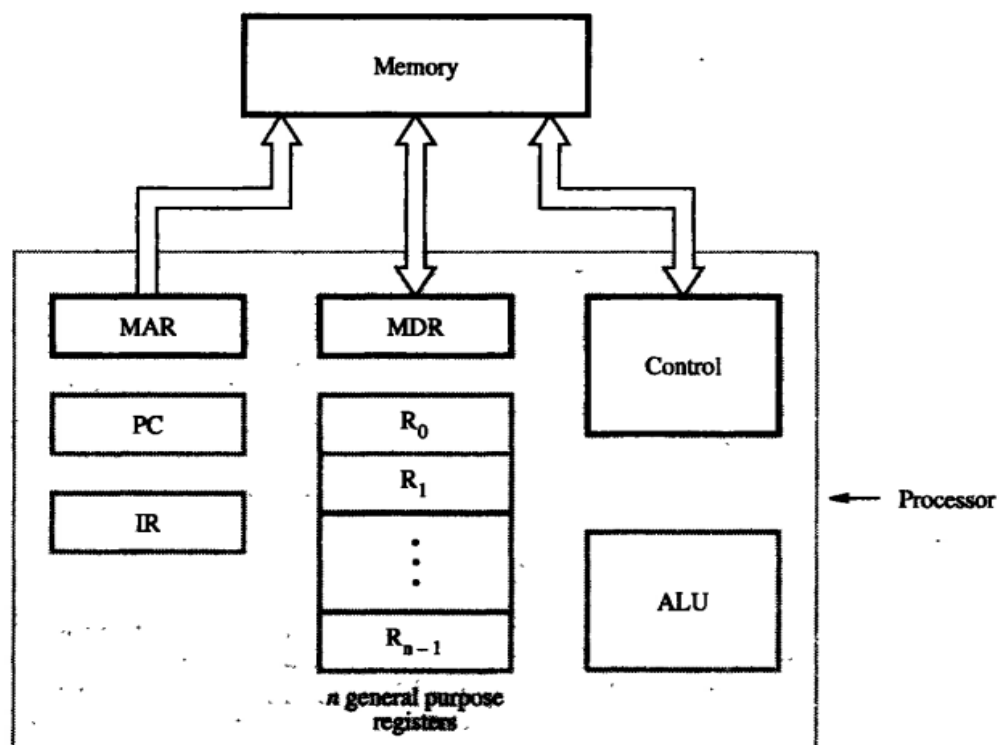 Memory
MAR
MDR
Control
PC
R₀
R₁
IR
Processor
ALU
Rₙ₋₁
n general purpose
registers